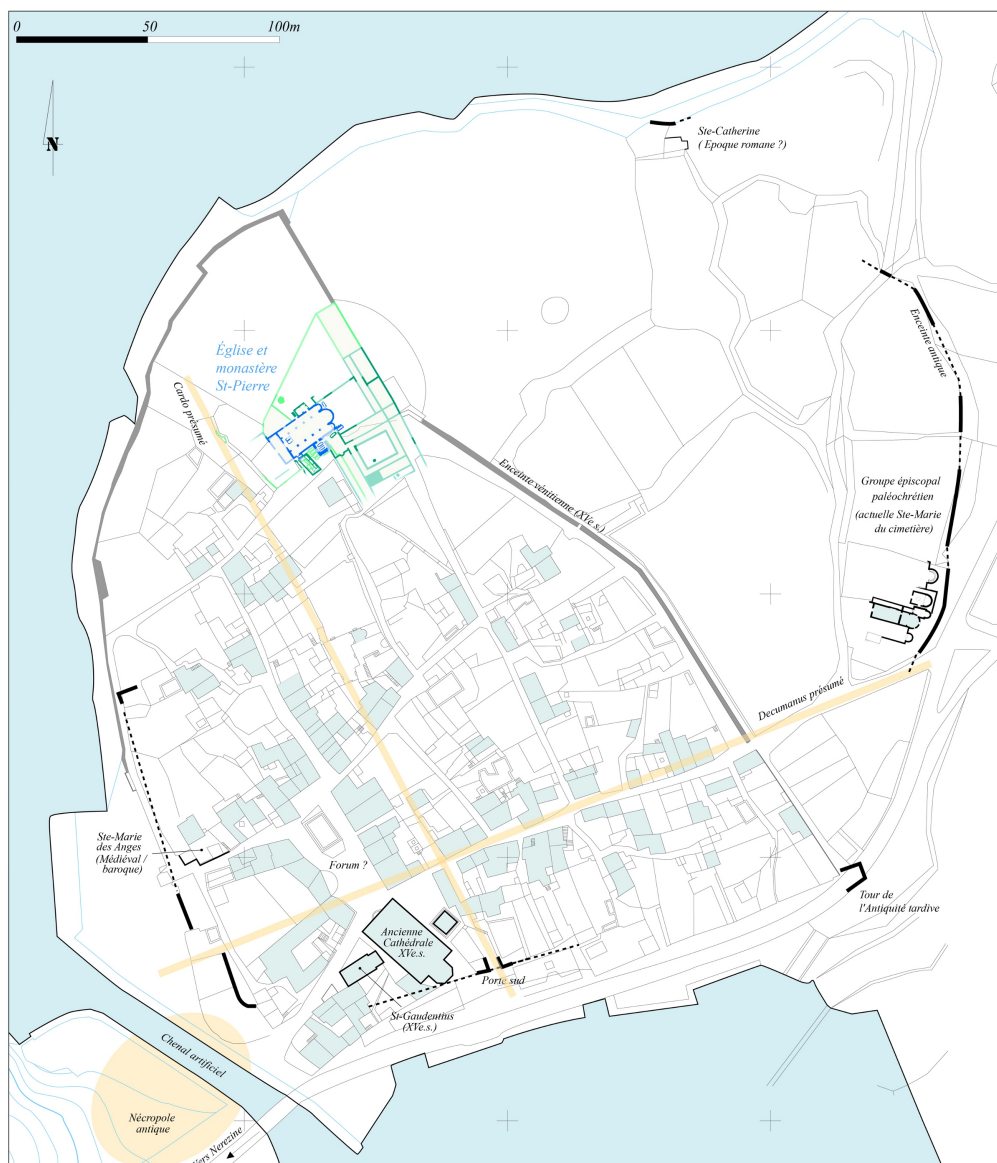 0 50 100m
N
Ste-Catherine
( Epoque romane ?)
Église et
monastère
St-Pierre
Cardo présumé
Enceinte antique
Enceinte vénitienne (XVe.s.)
Groupe épiscopal
paléochrétien
(actuelle Ste-Marie
du cimetière)
Decumanus présumé
Ste-Marie
des Anges
(Médiéval /
baroque)
Forum ?
Tour de
l'Antiquité tardive
Ancienne
Cathédrale
XVe.s.
Porte sud
St-Gaudentius
(XVe.s.)
Chenal artificiel
Nécropole
antique
Vers Nerezine